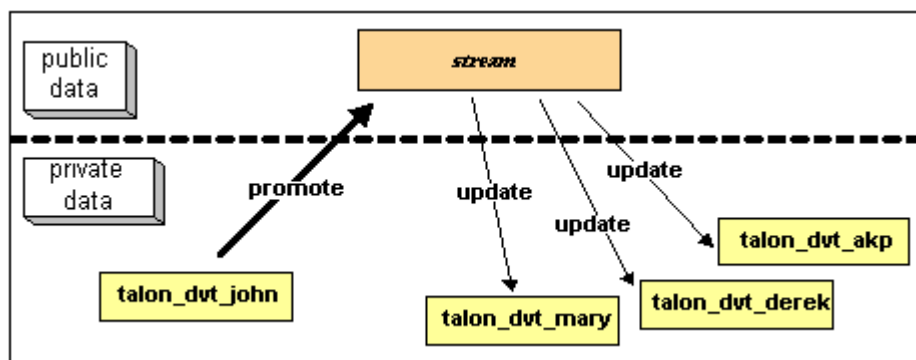 public
data
stream
private
data
promote
update
update
update
talon_dvt_akp
talon_dvt_john
talon_dvt_derek
talon_dvt_mary